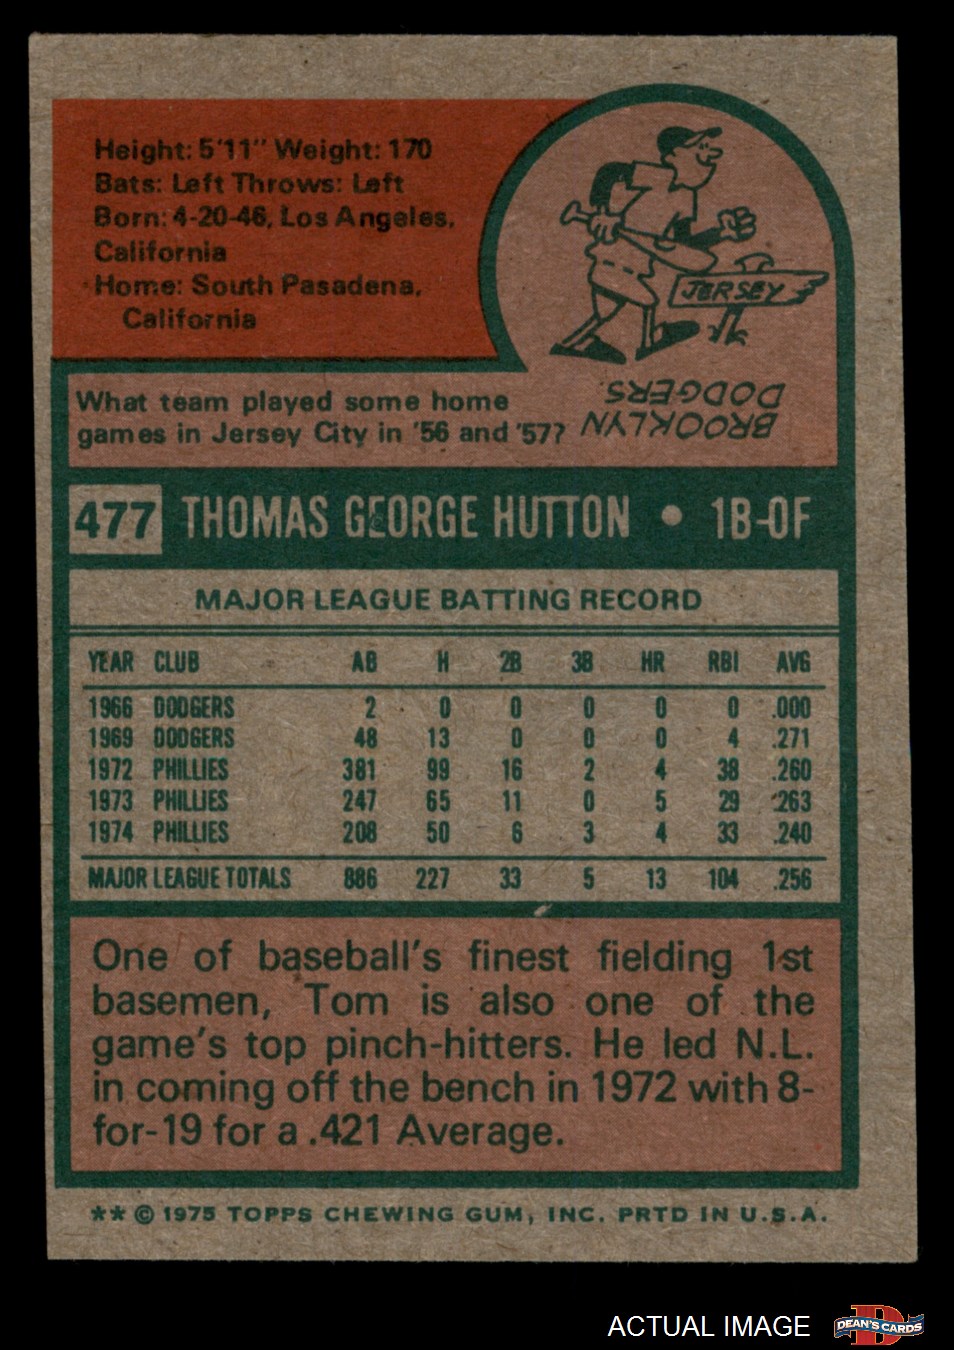 Height: 5'11" Weight: 170
Bats: Left Throws: Left
Born: 4-20-46, Los Angeles,
California
Home: South Pasadena,
California
JERSEY
What team played some home
games in Jersey City in '56 and '57?
BROOKLYN
DODGERS
477 THOMAS GEORGE HUTTON • 1B-OF
MAJOR LEAGUE BATTING RECORD
YEAR CLUB AB H 2B 3B HR RBI AVG
1966 DODGERS 2 0 0 0 0 0 .000
1969 DODGERS 48 13 0 0 0 4 .271
1972 PHILLIES 381 99 16 2 4 38 .260
1973 PHILLIES 247 65 11 0 5 29 .263
1974 PHILLIES 208 50 6 3 4 33 .240
MAJOR LEAGUE TOTALS 886 227 33 5 13 104 .256
One of baseball's finest fielding 1st
basemen, Tom is also one of the
game's top pinch-hitters. He led N.L.
in coming off the bench in 1972 with 8-
for-19 for a .421 Average.
** © 1975 TOPPS CHEWING GUM, INC. PRTD IN U.S.A.
ACTUAL IMAGE
DEAN'S CARDS